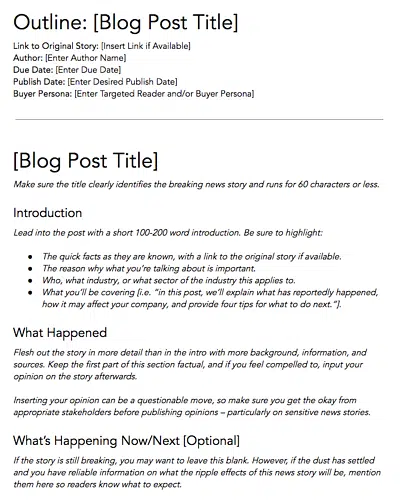 Outline: [Blog Post Title]
Link to Original Story: [Insert Link if Available]
Author: [Enter Author Name]
Due Date: [Enter Due Date]
Publish Date: [Enter Desired Publish Date]
Buyer Persona: [Enter Targeted Reader and/or Buyer Persona]
[Blog Post Title]
Make sure the title clearly identifies the breaking news story and runs for 60 characters or less.
Introduction
Lead into the post with a short 100-200 word introduction. Be sure to highlight:
● The quick facts as they are known, with a link to the original story if available.
● The reason why what you're talking about is important.
● Who, what industry, or what sector of the industry this applies to.
● What you'll be covering [i.e. "in this post, we'll explain what has reportedly happened,
how it may affect your company, and provide four tips for what to do next."].
What Happened
Flesh out the story in more detail than in the intro with more background, information, and
sources. Keep the first part of this section factual, and if you feel compelled to, input your
opinion on the story afterwards.
Inserting your opinion can be a questionable move, so make sure you get the okay from
appropriate stakeholders before publishing opinions – particularly on sensitive news stories.
What's Happening Now/Next [Optional]
If the story is still breaking, you may want to leave this blank. However, if the dust has settled
and you have reliable information on what the ripple effects of this news story will be, mention
them here so readers know what to expect.